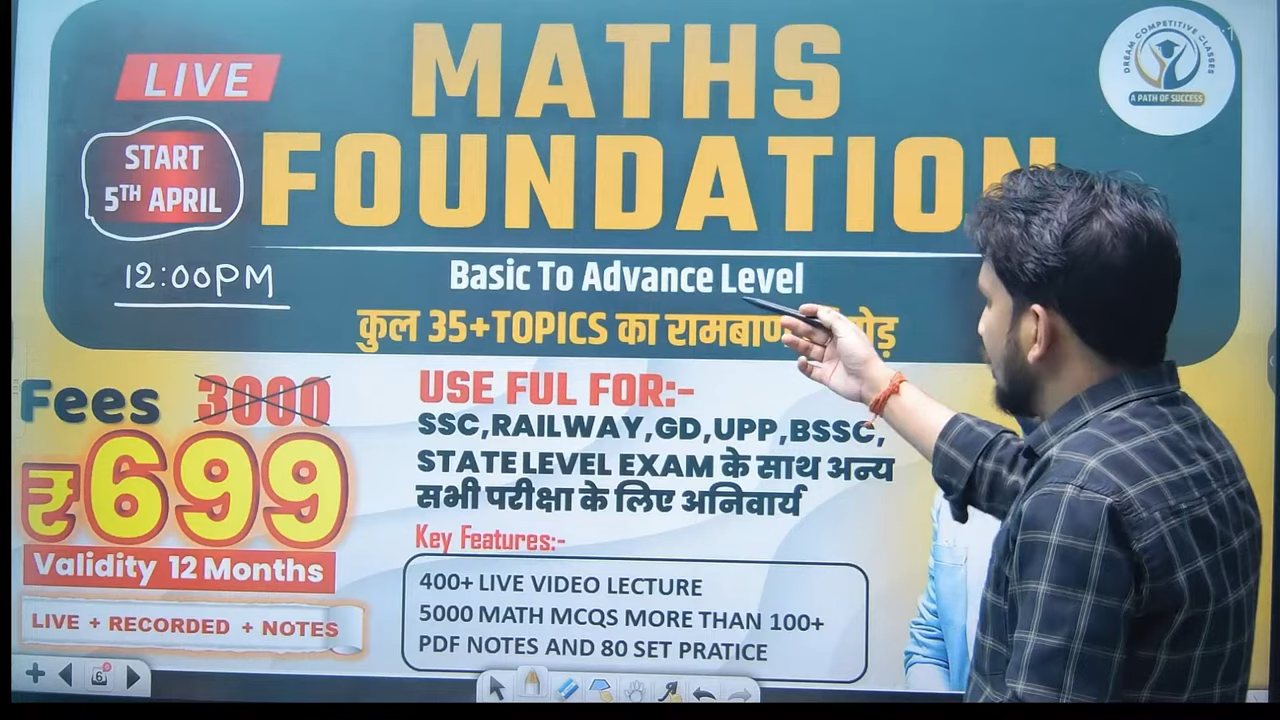 LIVE
MATHS
FOUNDATION
START
5TH APRIL
12:00PM
Basic To Advance Level
कुल 35+TOPICS का रामबाण
DREAM COMPETITIVE CLASSES
A PATH OF SUCCESS
Fees 3000
₹699
Validity 12 Months
LIVE + RECORDED + NOTES
USE FUL FOR:-
SSC,RAILWAY,GD,UPP,BSSC,
STATE LEVEL EXAM के साथ अन्य
सभी परीक्षा के लिए अनिवार्य
Key Features:-
400+ LIVE VIDEO LECTURE
5000 MATH MCQS MORE THAN 100+
PDF NOTES AND 80 SET PRATICE
6